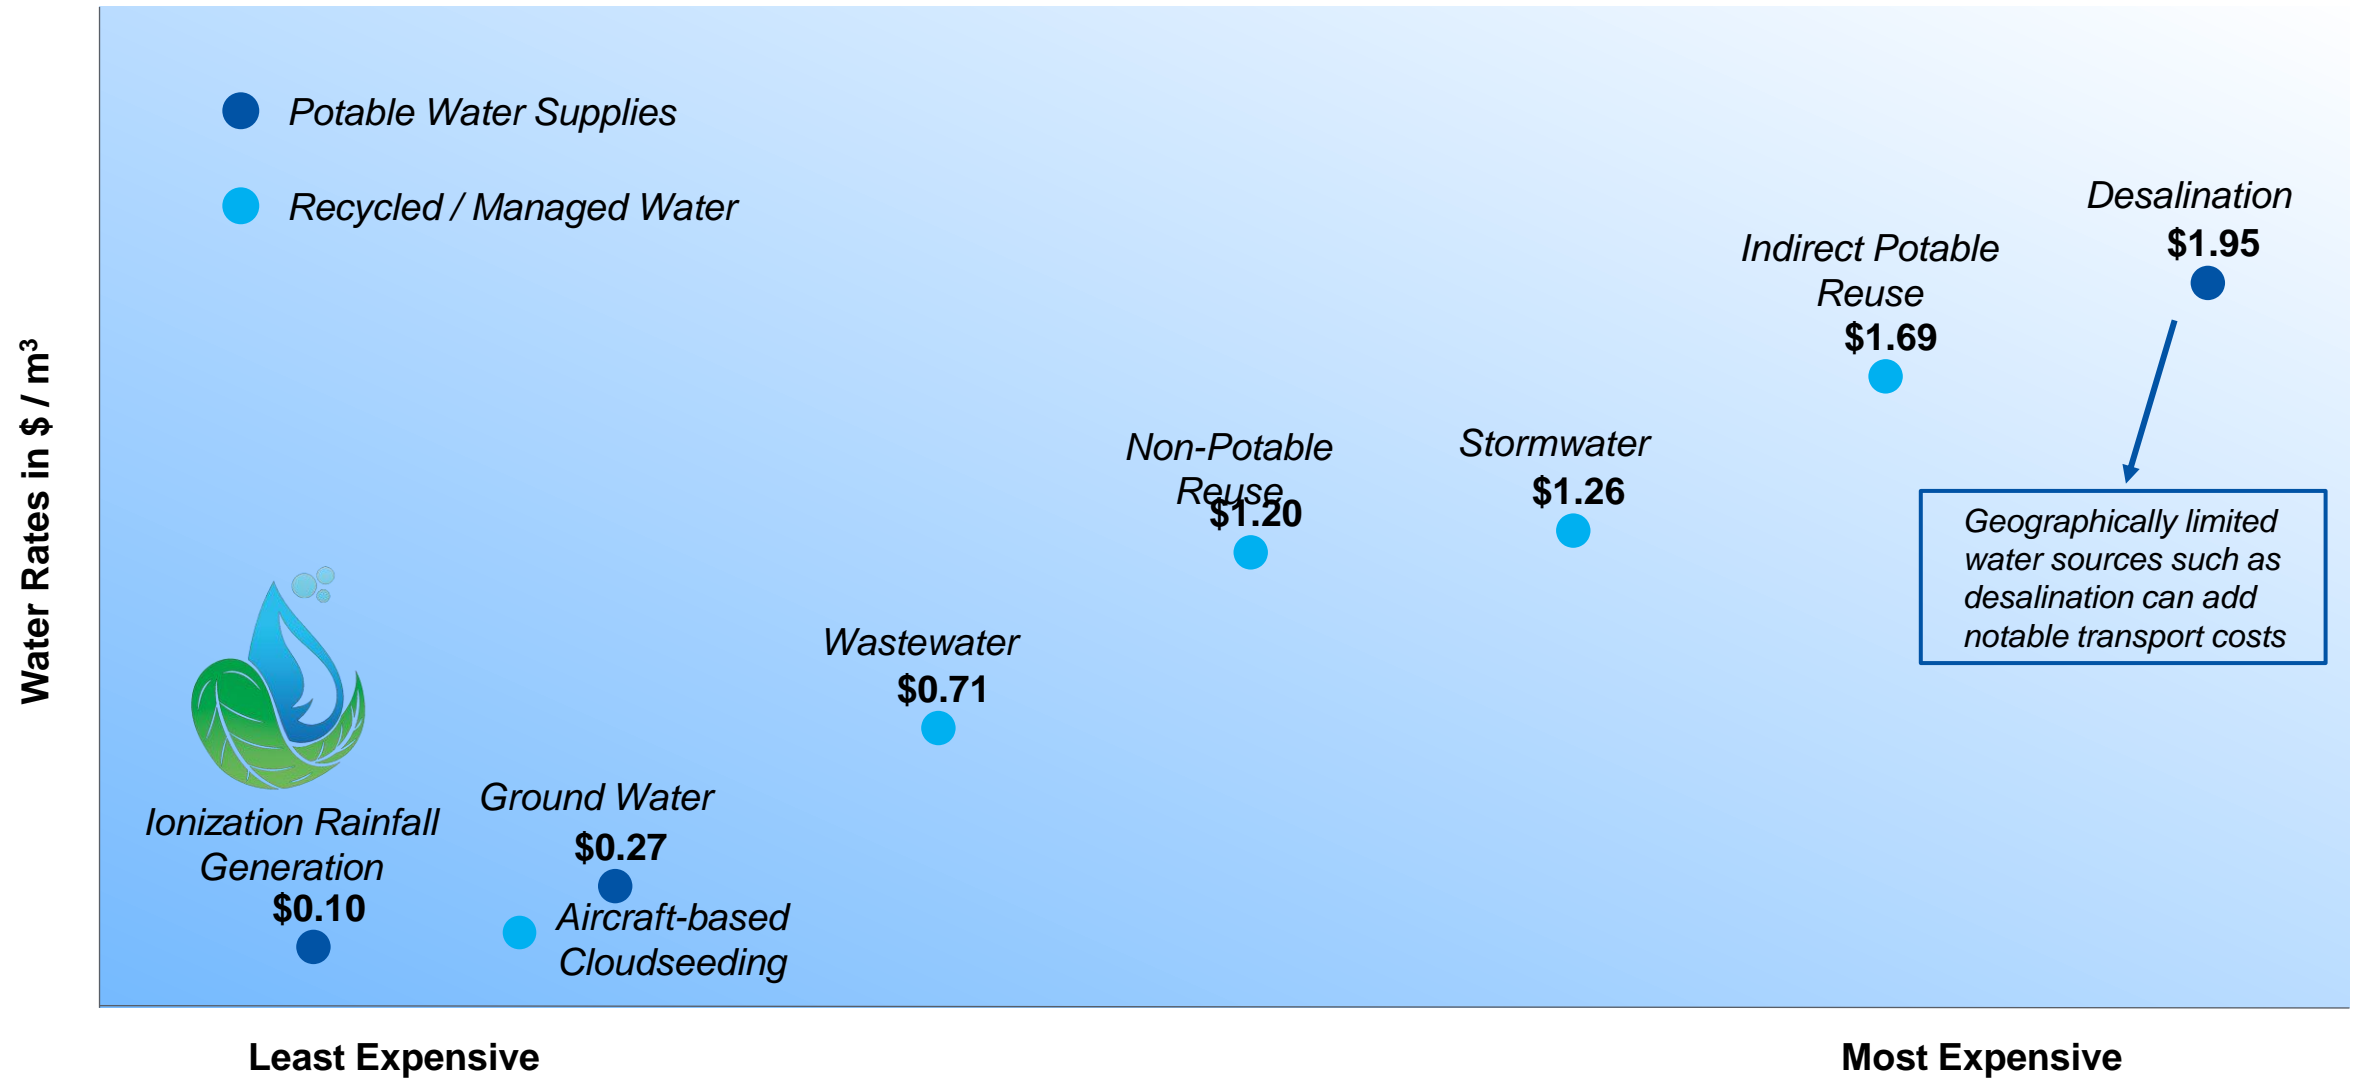 Potable Water Supplies
Recycled / Managed Water
Desalination
$1.95
Indirect Potable
Reuse
$1.69
Water Rates in $ / m³
Non-Potable
Reuse
$1.20
Stormwater
$1.26
Geographically limited
water sources such as
desalination can add
notable transport costs
Wastewater
$0.71
Ground Water
$0.27
Ionization Rainfall
Generation
$0.10
Aircraft-based
Cloudseeding
Least Expensive
Most Expensive